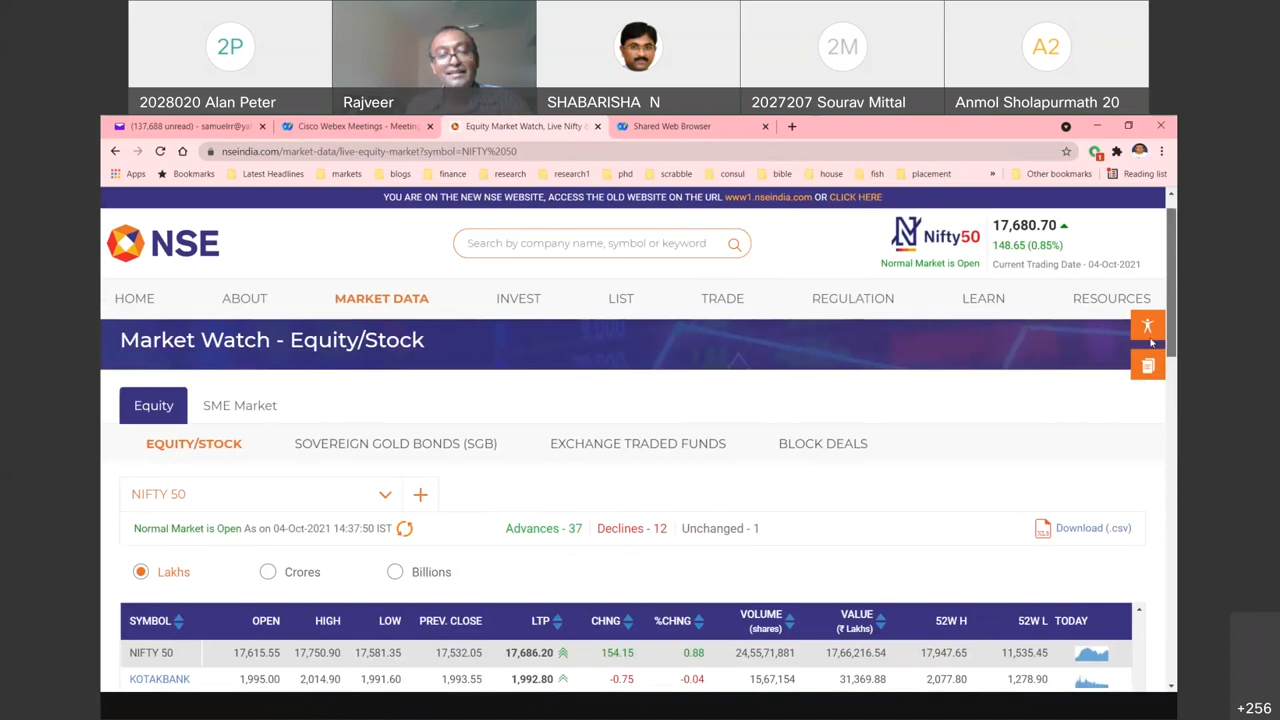 2P
2M
A2
2028020 Alan Peter
Rajveer
SHABARISHA N
2027207 Sourav Mittal
Anmol Sholapurmath 20
(137,688 unread) - samuelrr@ya
Cisco Webex Meetings - Meetin
Equity Market Watch, Live Nifty
Shared Web Browser
nseindia.com/market-data/live-equity-market?symbol=NIFTY%2050
Apps Bookmarks Latest Headlines markets blogs finance research research1 phd scrabble consul bible house fish placement » Other bookmarks Reading list
YOU ARE ON THE NEW NSE WEBSITE, ACCESS THE OLD WEBSITE ON THE URL www1.nseindia.com OR CLICK HERE
NSE
Search by company name, symbol or keyword
Nifty50
Normal Market is Open
17,680.70
148.65 (0.85%)
Current Trading Date - 04-Oct-2021
HOME ABOUT MARKET DATA INVEST LIST TRADE REGULATION LEARN RESOURCES
Market Watch - Equity/Stock
Equity SME Market
EQUITY/STOCK SOVEREIGN GOLD BONDS (SGB) EXCHANGE TRADED FUNDS BLOCK DEALS
NIFTY 50
Normal Market is Open As on 04-Oct-2021 14:37:50 IST Advances - 37 Declines - 12 Unchanged - 1 Download (.csv)
Lakhs Crores Billions
SYMBOL OPEN HIGH LOW PREV. CLOSE LTP CHNG %CHNG VOLUME (shares) VALUE (₹ Lakhs) 52W H 52W L TODAY
NIFTY 50 17,615.55 17,750.90 17,581.35 17,532.05 17,686.20 154.15 0.88 24,55,71,881 17,66,216.54 17,947.65 11,535.45
KOTAKBANK 1,995.00 2,014.90 1,991.60 1,993.55 1,992.80 -0.75 -0.04 15,67,154 31,369.88 2,077.80 1,278.90
+256